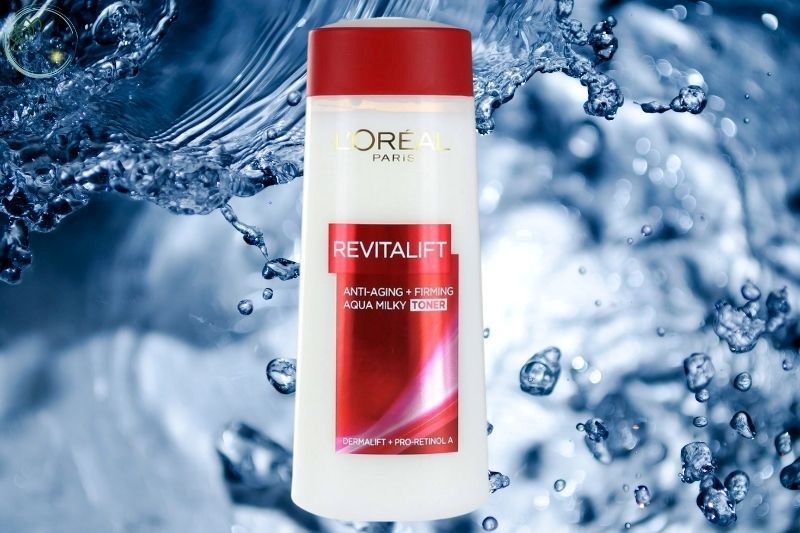 L'ORÉAL
PARIS
REVITALIFT
ANTI-AGING + FIRMING
AQUA MILKY TONER
DERMALIFT + PRO-RETINOL A